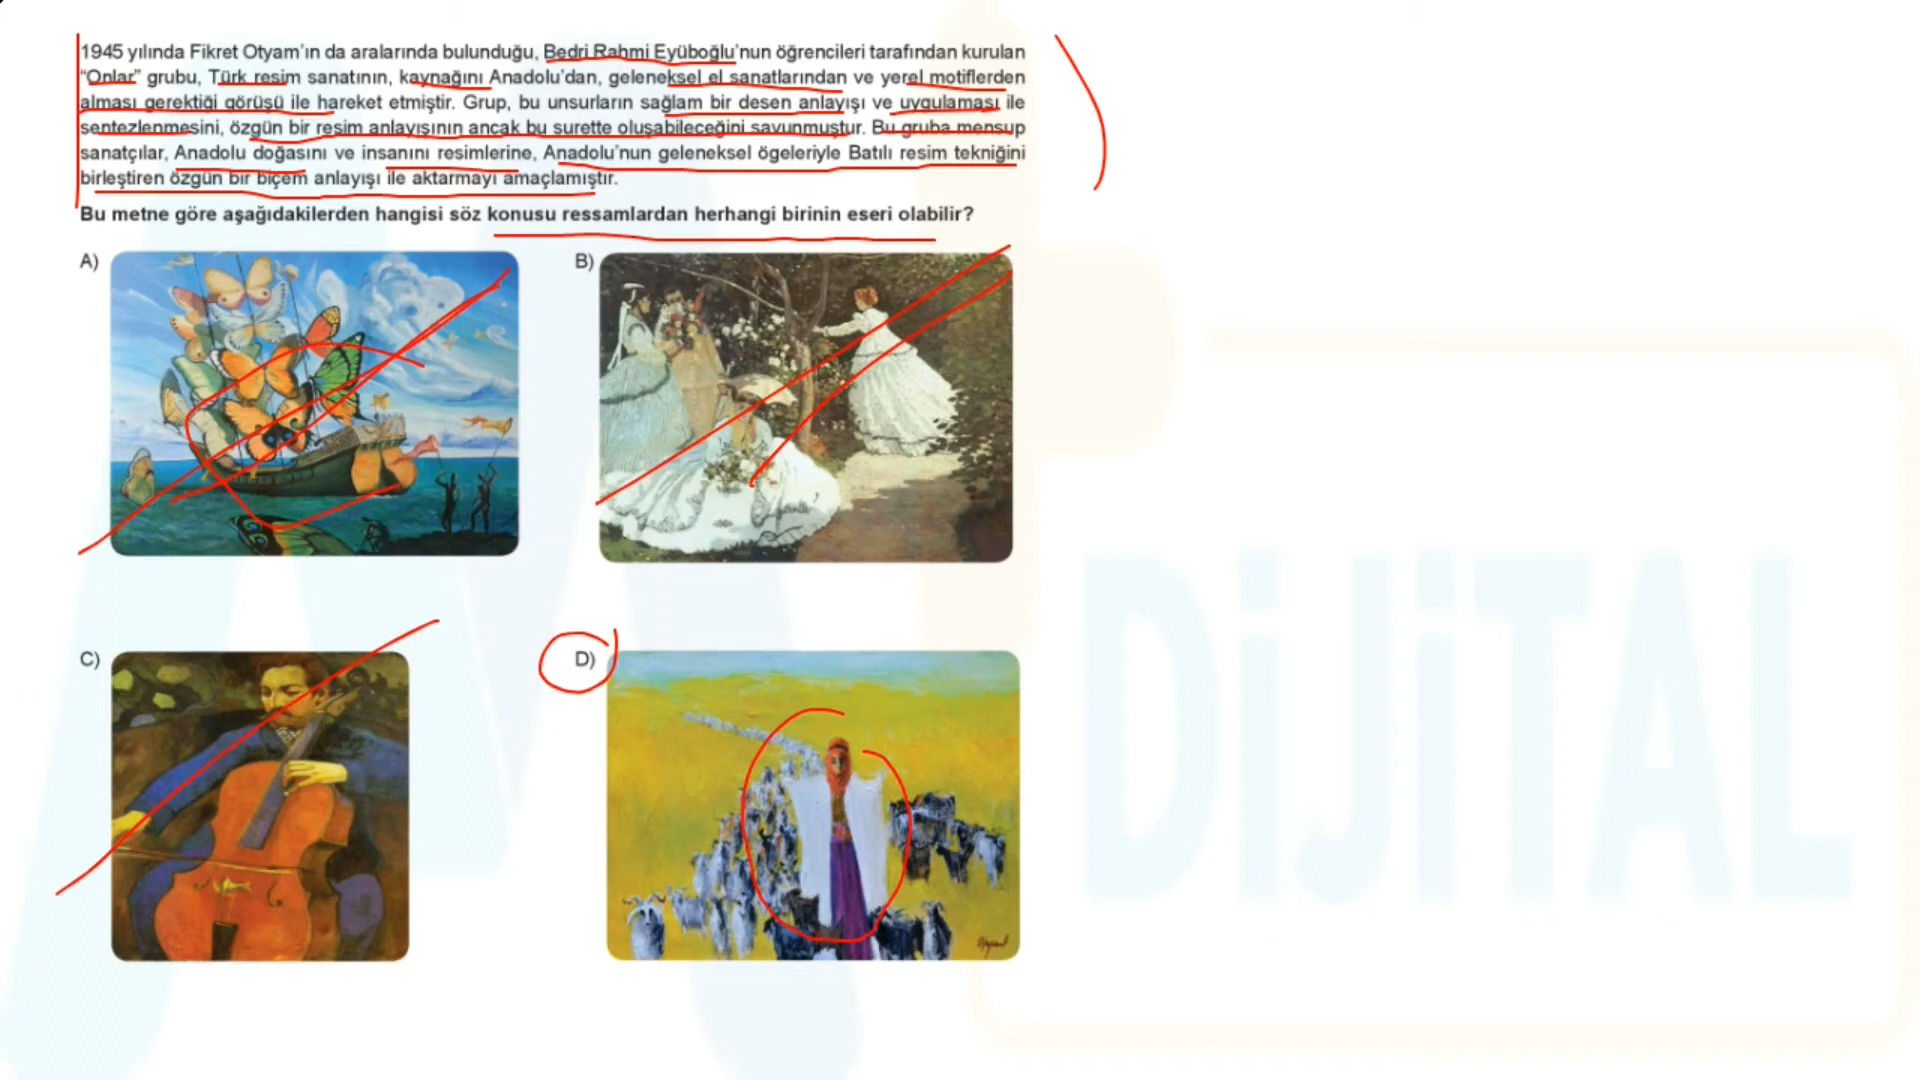 1945 yılında Fikret Otyam’ın da aralarında bulunduğu, Bedri Rahmi Eyüboğlu’nun öğrencileri tarafından kurulan
“Onlar” grubu, Türk resim sanatının, kaynağını Anadolu’dan, geleneksel el sanatlarından ve yerel motiflerden
alması gerektiği görüşü ile hareket etmiştir. Grup, bu unsurların sağlam bir desen anlayışı ve uygulaması ile
sentezlenmesini, özgün bir resim anlayışının ancak bu surette oluşabileceğini savunmuştur. Bu gruba mensup
sanatçılar, Anadolu doğasını ve insanını resimlerine, Anadolu’nun geleneksel ögeleriyle Batılı resim tekniğini
birleştiren özgün bir biçem anlayışı ile aktarmayı amaçlamıştır.
Bu metne göre aşağıdakilerden hangisi söz konusu ressamlardan herhangi birinin eseri olabilir?
A)
B)
C)
D)
DİJİTAL